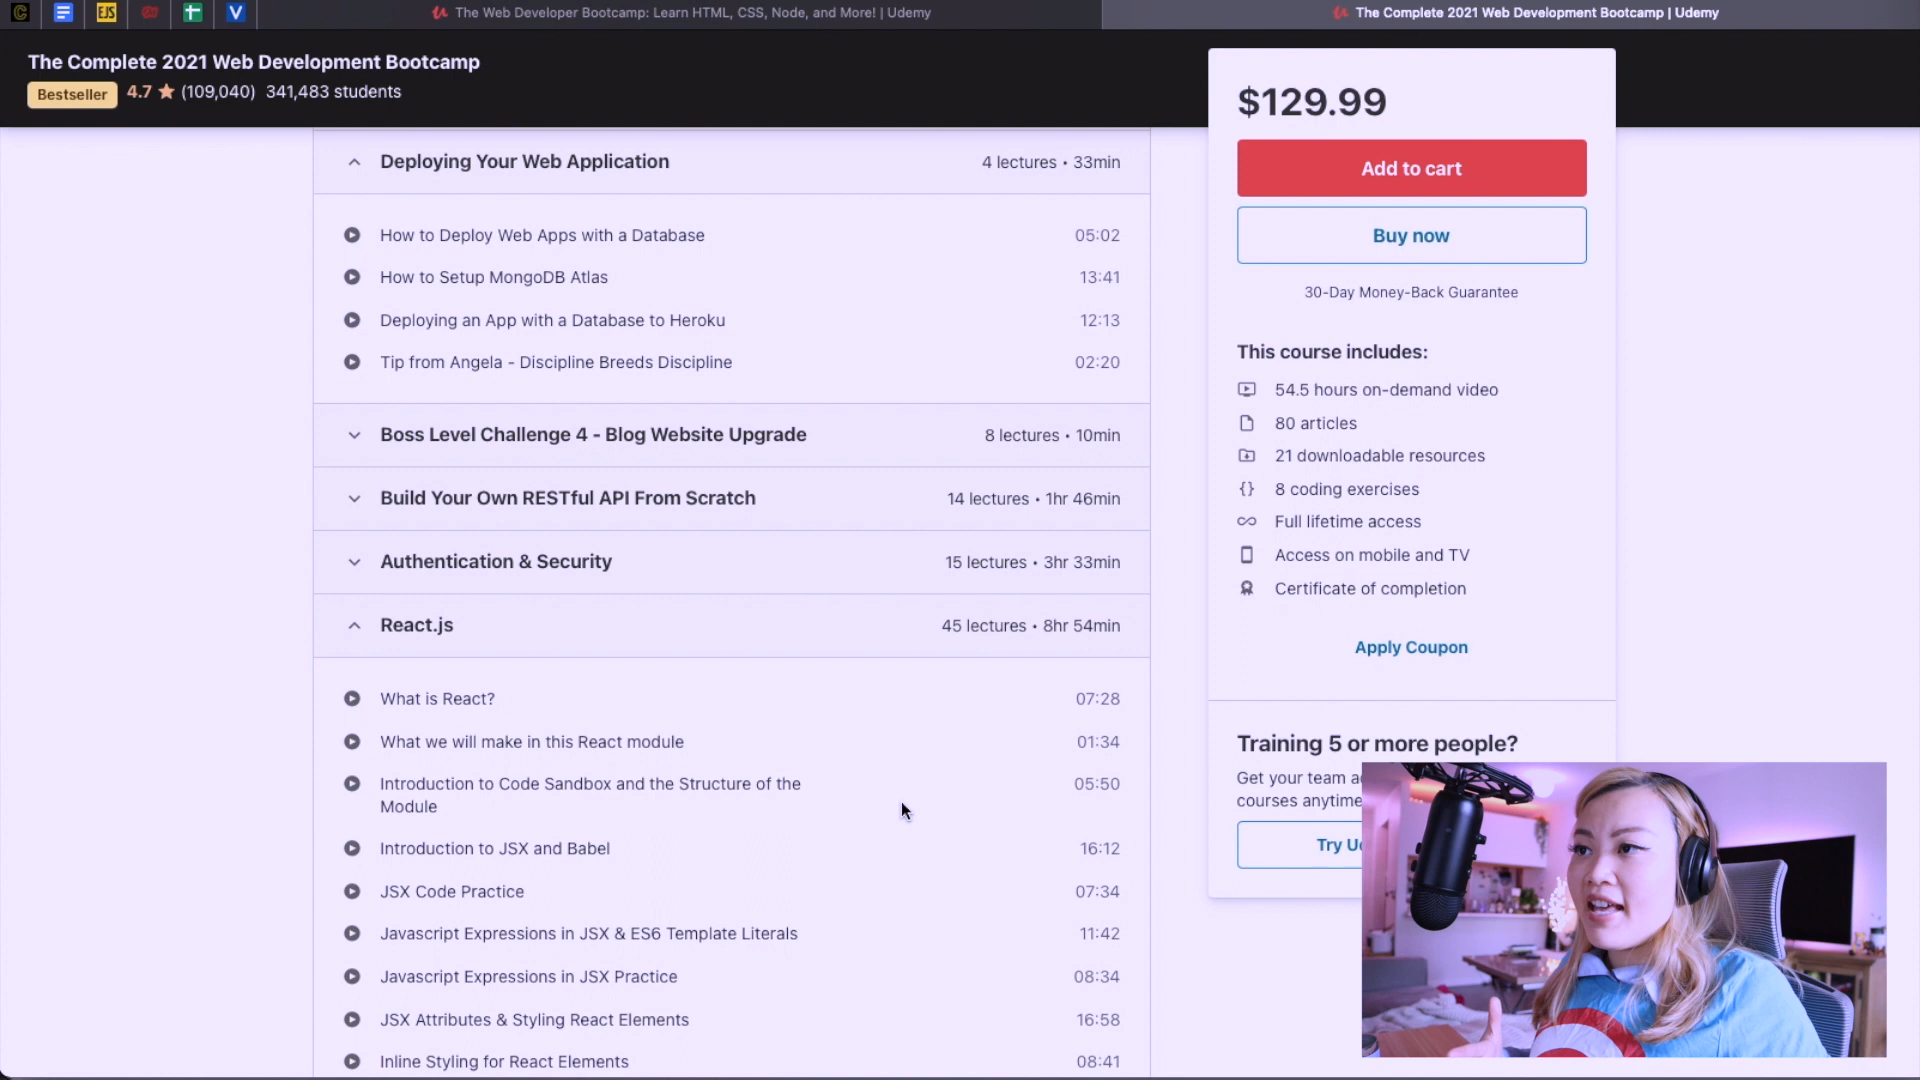 EJS
V
The Web Developer Bootcamp: Learn HTML, CSS, Node, and More! | Udemy
The Complete 2021 Web Development Bootcamp | Udemy
The Complete 2021 Web Development Bootcamp
Bestseller 4.7 (109,040) 341,483 students
Deploying Your Web Application 4 lectures • 33min
How to Deploy Web Apps with a Database 05:02
How to Setup MongoDB Atlas 13:41
Deploying an App with a Database to Heroku 12:13
Tip from Angela - Discipline Breeds Discipline 02:20
Boss Level Challenge 4 - Blog Website Upgrade 8 lectures • 10min
Build Your Own RESTful API From Scratch 14 lectures • 1hr 46min
Authentication & Security 15 lectures • 3hr 33min
React.js 45 lectures • 8hr 54min
What is React? 07:28
What we will make in this React module 01:34
Introduction to Code Sandbox and the Structure of the 05:50
Module
Introduction to JSX and Babel 16:12
JSX Code Practice 07:34
Javascript Expressions in JSX & ES6 Template Literals 11:42
Javascript Expressions in JSX Practice 08:34
JSX Attributes & Styling React Elements 16:58
Inline Styling for React Elements 08:41
$129.99
Add to cart
Buy now
30-Day Money-Back Guarantee
This course includes:
54.5 hours on-demand video
80 articles
21 downloadable resources
{} 8 coding exercises
Full lifetime access
Access on mobile and TV
Certificate of completion
Apply Coupon
Training 5 or more people?
Get your team
courses anytime
Try